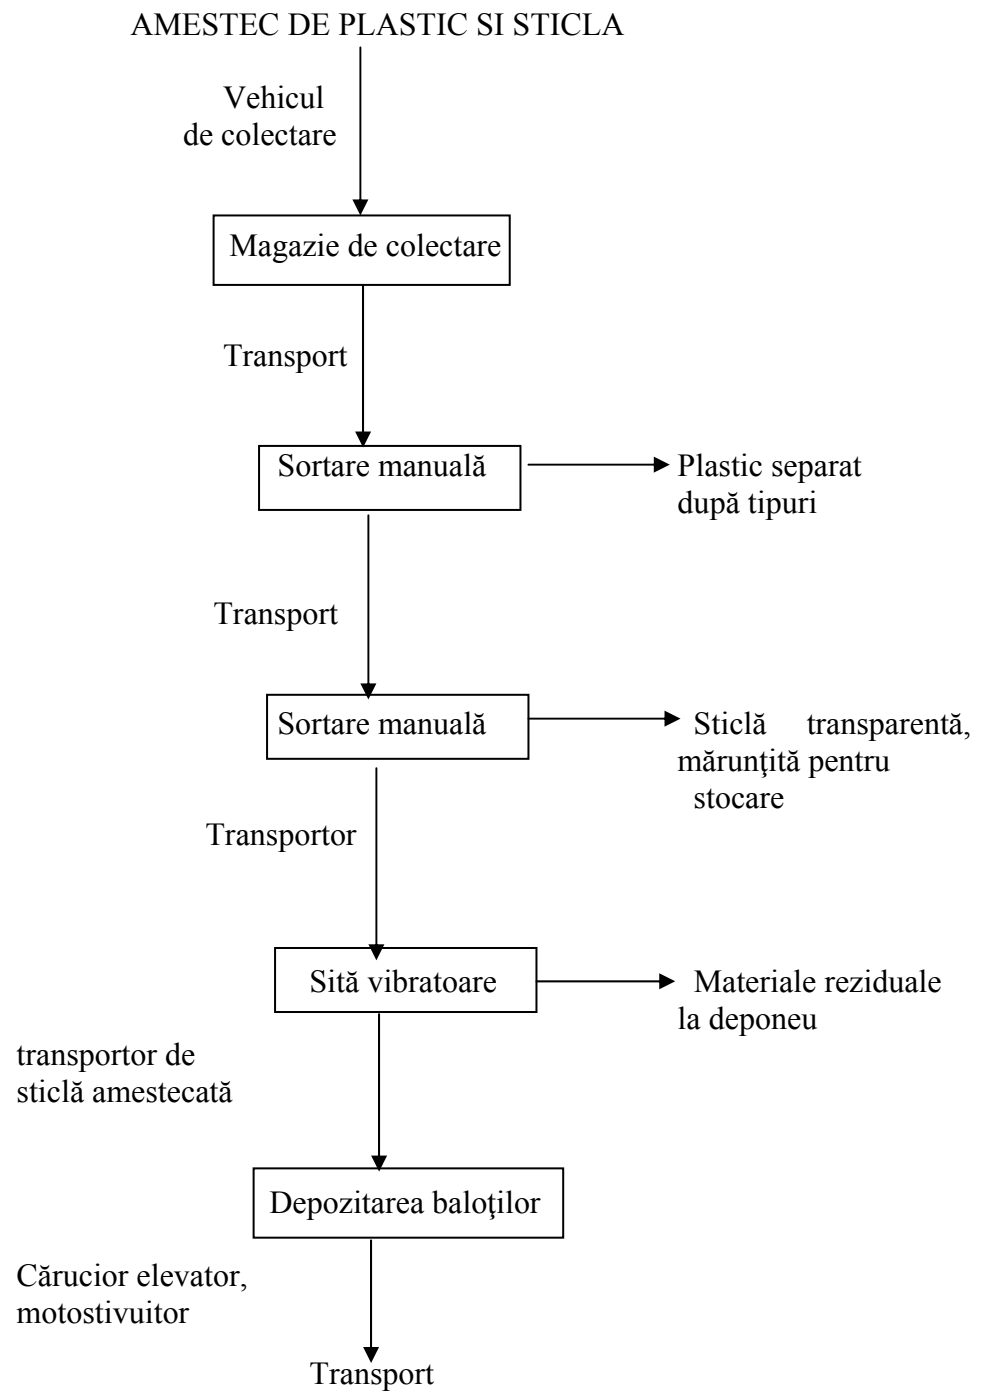 AMESTEC DE PLASTIC SI STICLA
Vehicul
de colectare
Magazie de colectare
Transport
Sortare manuală
Plastic separat
după tipuri
Transport
Sortare manuală
Sticlă transparentă,
mărunţită pentru
stocare
Transportor
Sită vibratoare
Materiale reziduale
la deponeu
transportor de
sticlă amestecată
Depozitarea baloţilor
Cărucior elevator,
motostivuitor
Transport